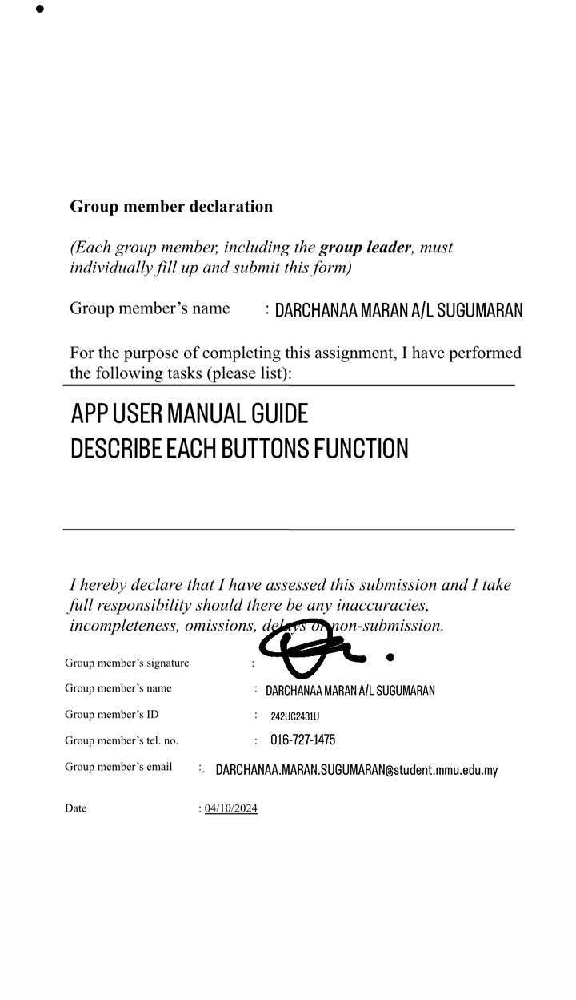 Group member declaration
(Each group member, including the group leader, must
individually fill up and submit this form)
Group member’s name : DARCHANAA MARAN A/L SUGUMARAN
For the purpose of completing this assignment, I have performed
the following tasks (please list):
APP USER MANUAL GUIDE
DESCRIBE EACH BUTTONS FUNCTION
I hereby declare that I have assessed this submission and I take
full responsibility should there be any inaccuracies,
incompleteness, omissions, delays or non-submission.
Group member’s signature :
Group member’s name : DARCHANAA MARAN A/L SUGUMARAN
Group member’s ID : 242UC2431U
Group member’s tel. no. : 016-727-1475
Group member’s email :- DARCHANAA.MARAN.SUGUMARAN@student.mmu.edu.my
Date : 04/10/2024